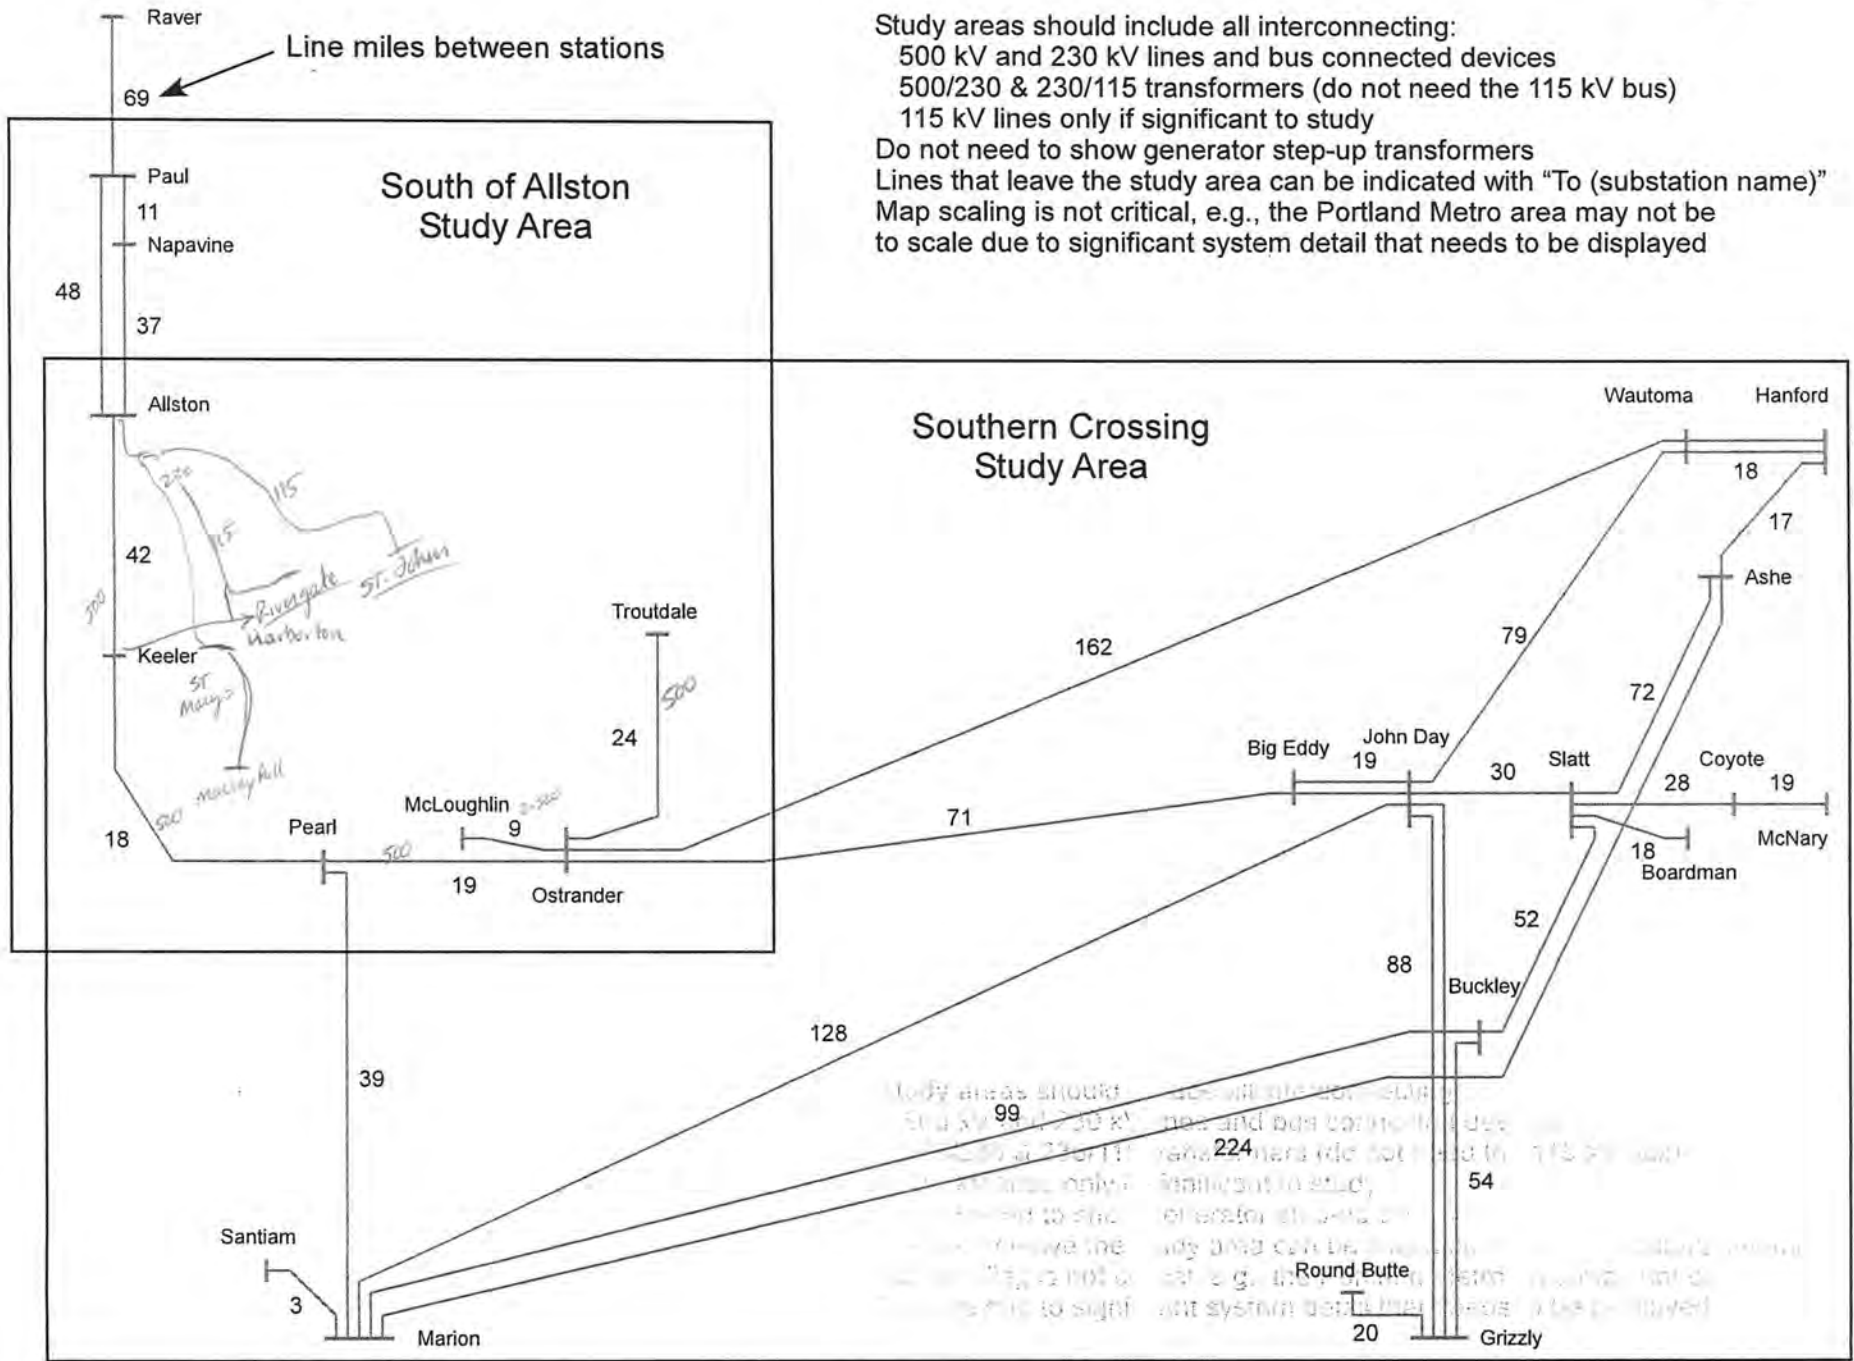 Raver
Line miles between stations
69
Study areas should include all interconnecting:
500 kV and 230 kV lines and bus connected devices
500/230 & 230/115 transformers (do not need the 115 kV bus)
115 kV lines only if significant to study
Do not need to show generator step-up transformers
Lines that leave the study area can be indicated with “To (substation name)”
Map scaling is not critical, e.g., the Portland Metro area may not be
to scale due to significant system detail that needs to be displayed
Paul
11
Napavine
48
37
South of Allston
Study Area
Allston
Southern Crossing
Study Area
Wautoma
Hanford
18
17
Ashe
115
42
Rivergate
St. Johns
Harborton
Keeler
ST
Marys
Troutdale
500
24
162
79
72
Big Eddy
19
John Day
30
Slatt
28
Coyote
19
McNary
18
Boardman
McLoughlin
9
2-500
71
18
500
Pearl
500
19
Ostrander
52
88
Buckley
128
39
99
224
54
Santiam
3
Marion
Round Butte
20
Grizzly